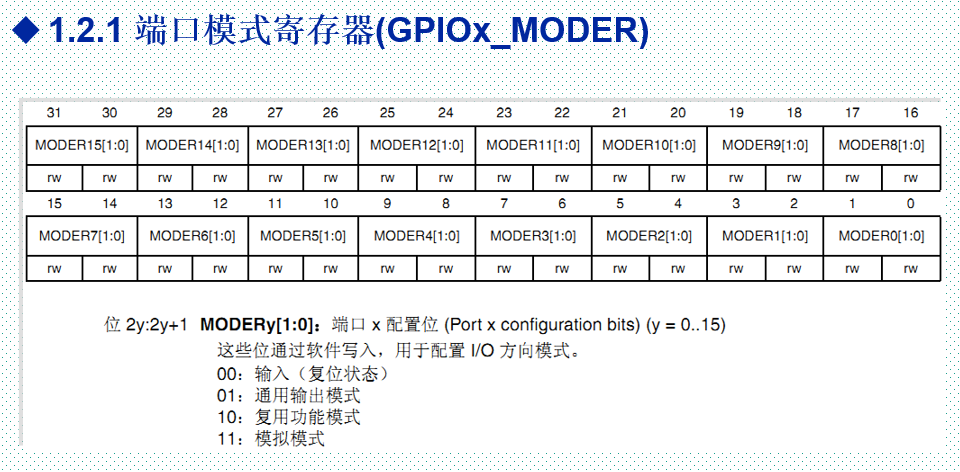 ◆ 1.2.1 端口模式寄存器(GPIOx_MODER)
31 30 29 28 27 26 25 24 23 22 21 20 19 18 17 16
MODER15[1:0] MODER14[1:0] MODER13[1:0] MODER12[1:0] MODER11[1:0] MODER10[1:0] MODER9[1:0] MODER8[1:0]
rw rw rw rw rw rw rw rw rw rw rw rw rw rw rw rw
15 14 13 12 11 10 9 8 7 6 5 4 3 2 1 0
MODER7[1:0] MODER6[1:0] MODER5[1:0] MODER4[1:0] MODER3[1:0] MODER2[1:0] MODER1[1:0] MODER0[1:0]
rw rw rw rw rw rw rw rw rw rw rw rw rw rw rw rw
位 2y:2y+1 MODERy[1:0]：端口 x 配置位 (Port x configuration bits) (y = 0..15)
这些位通过软件写入，用于配置 I/O 方向模式。
00：输入（复位状态）
01：通用输出模式
10：复用功能模式
11：模拟模式